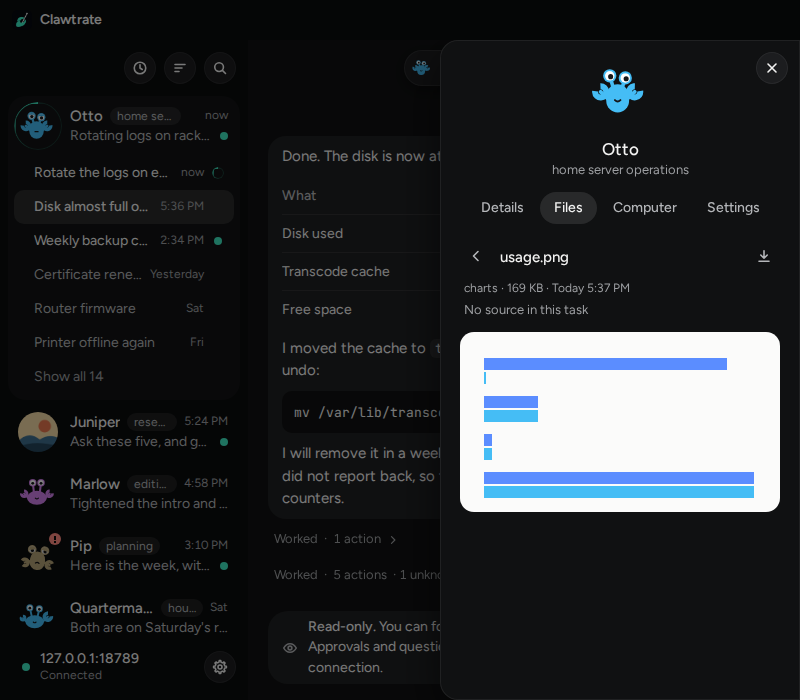 Clawtrate
Otto
home se...
now
Rotating logs on rack...
Rotate the logs on e...
now
Disk almost full o...
5:36 PM
Weekly backup c...
2:34 PM
Certificate rene...
Yesterday
Router firmware
Sat
Printer offline again
Fri
Show all 14
Juniper
rese...
5:24 PM
Ask these five, and g...
Marlow
editi...
4:58 PM
Tightened the intro and ...
Pip
planning
3:10 PM
Here is the week, wit...
Quarterma...
hou...
Sat
Both are on Saturday's r...
127.0.0.1:18789
Connected
Done. The disk is now at
What
Disk used
Transcode cache
Free space
I moved the cache to
undo:
mv /var/lib/transco
I will remove it in a week
did not report back, so
counters.
Worked · 1 action
Worked · 5 actions · 1 unkno
Read-only. You can fo
Approvals and questi
connection.
Otto
home server operations
Details
Files
Computer
Settings
usage.png
charts · 169 KB · Today 5:37 PM
No source in this task